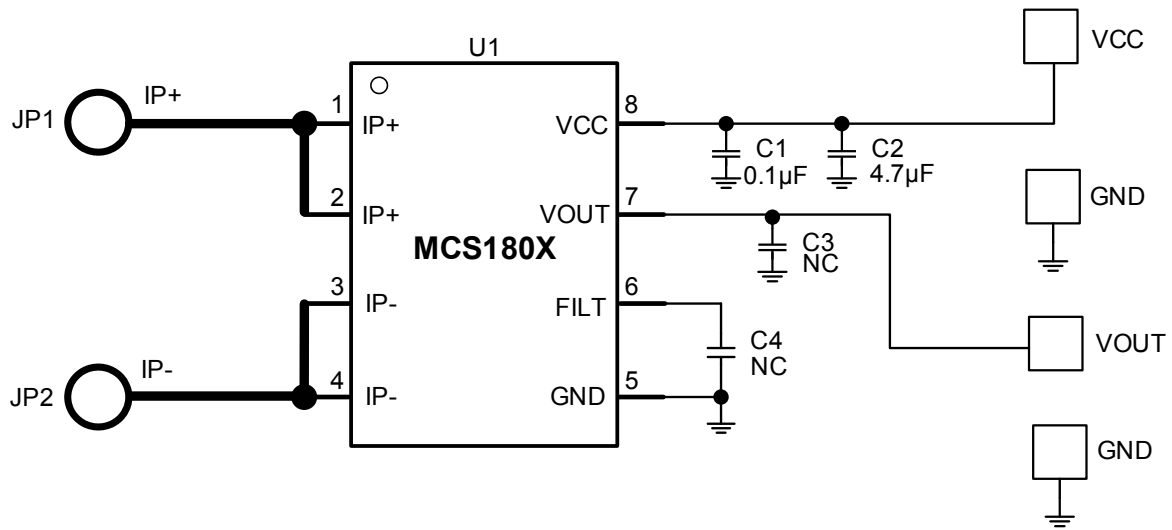 U1
VCC
JP1
IP+
1
IP+
VCC
8
C1
0.1µF
C2
4.7µF
2
IP+
VOUT
7
GND
MCS180X
C3
NC
3
IP-
FILT
6
C4
NC
VOUT
JP2
IP-
4
IP-
GND
5
GND